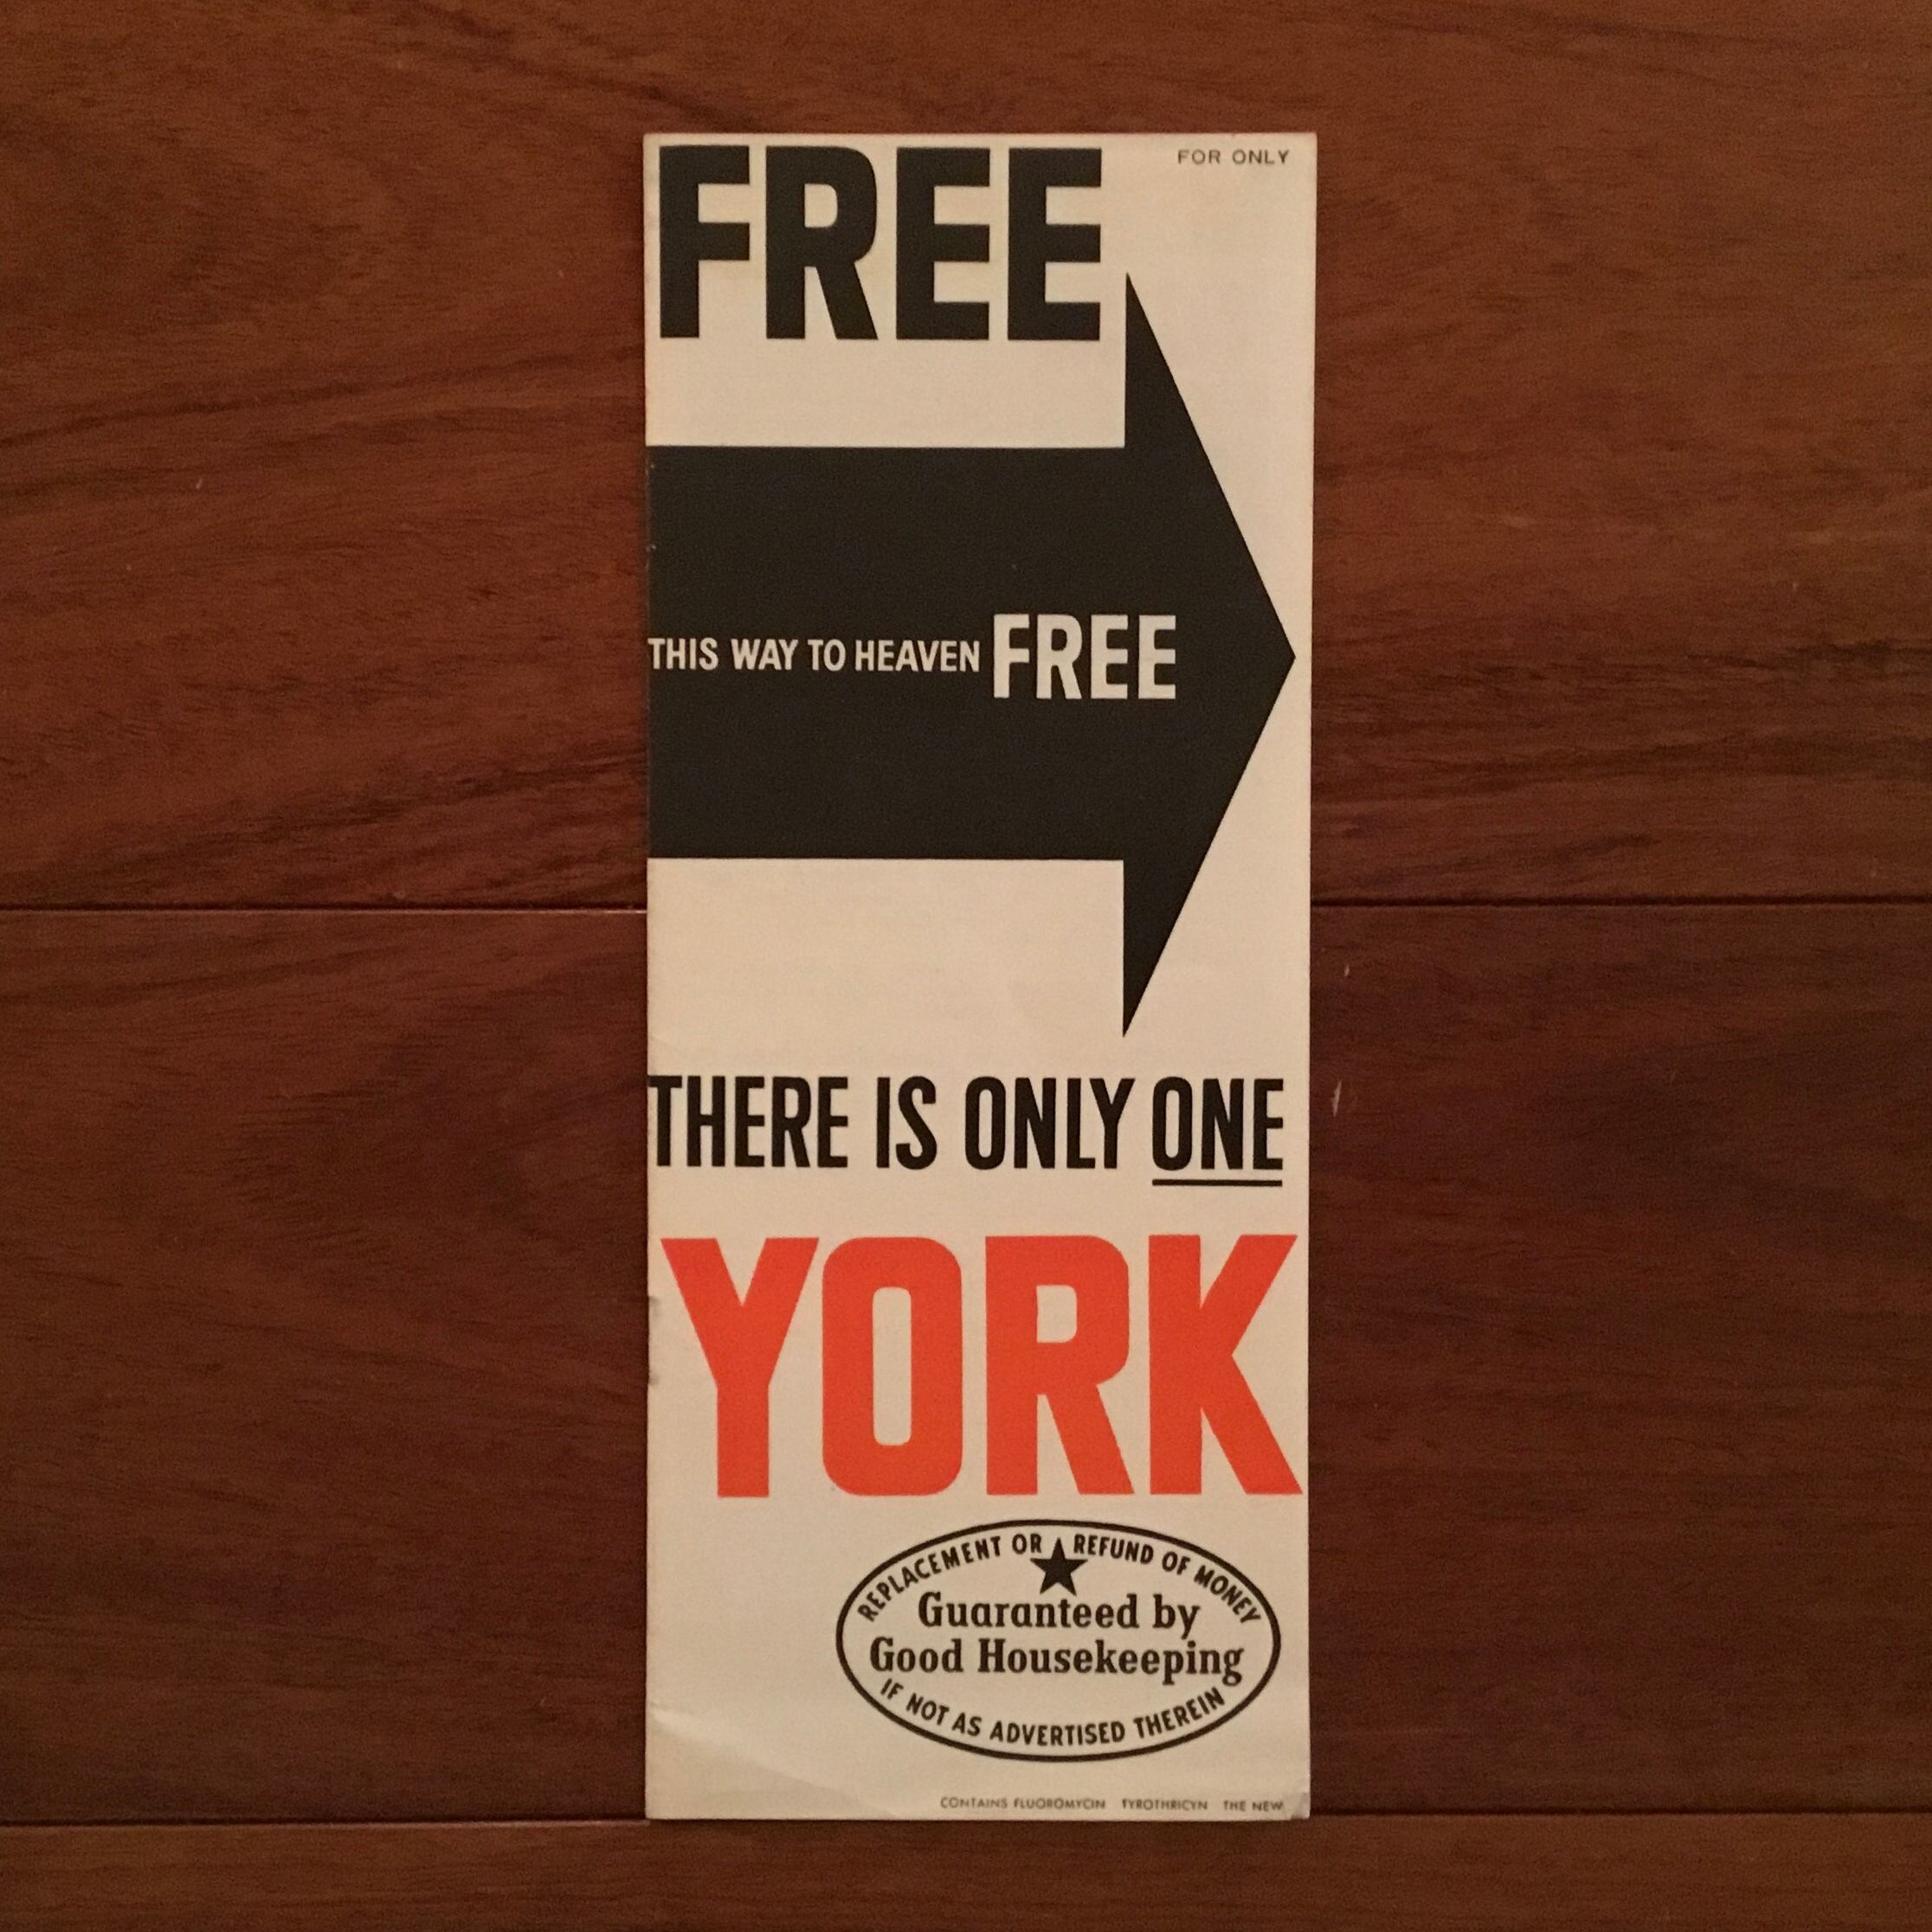 FREE
FOR ONLY
THIS WAY TO HEAVEN FREE
THERE IS ONLY ONE
YORK
REPLACEMENT OR REFUND OF MONEY
Guaranteed by
Good Housekeeping
IF NOT AS ADVERTISED THEREIN
CONTAINS FLUOROMYCIN TYROTHRICYN THE NEW